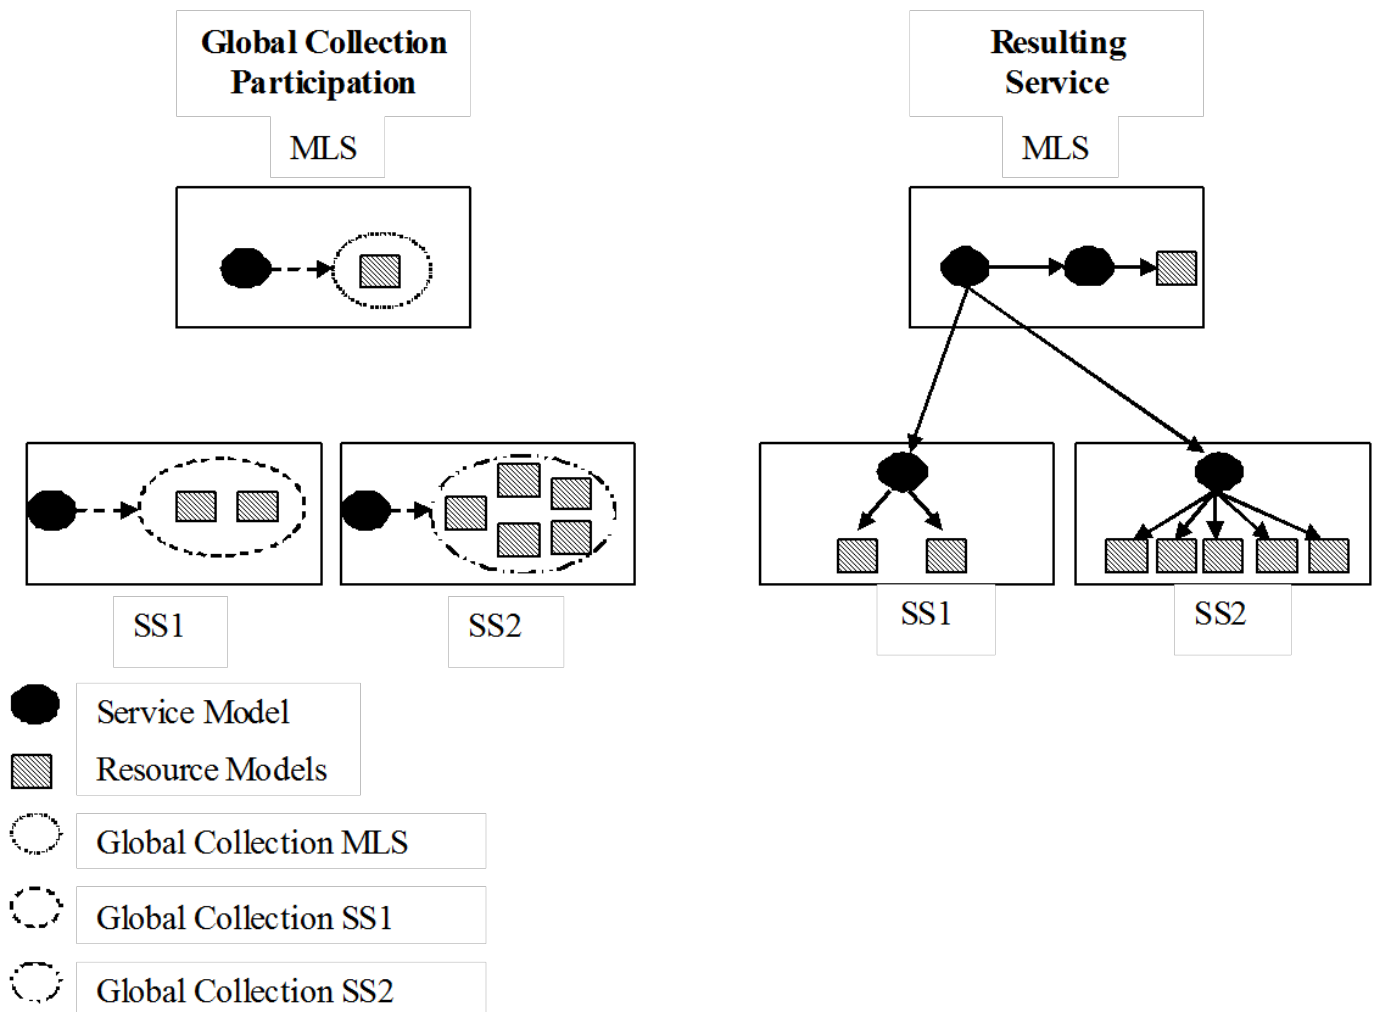 Global Collection
Participation
MLS
Resulting
Service
MLS
SS1
SS2
SS1
SS2
Service Model
Resource Models
Global Collection MLS
Global Collection SS1
Global Collection SS2